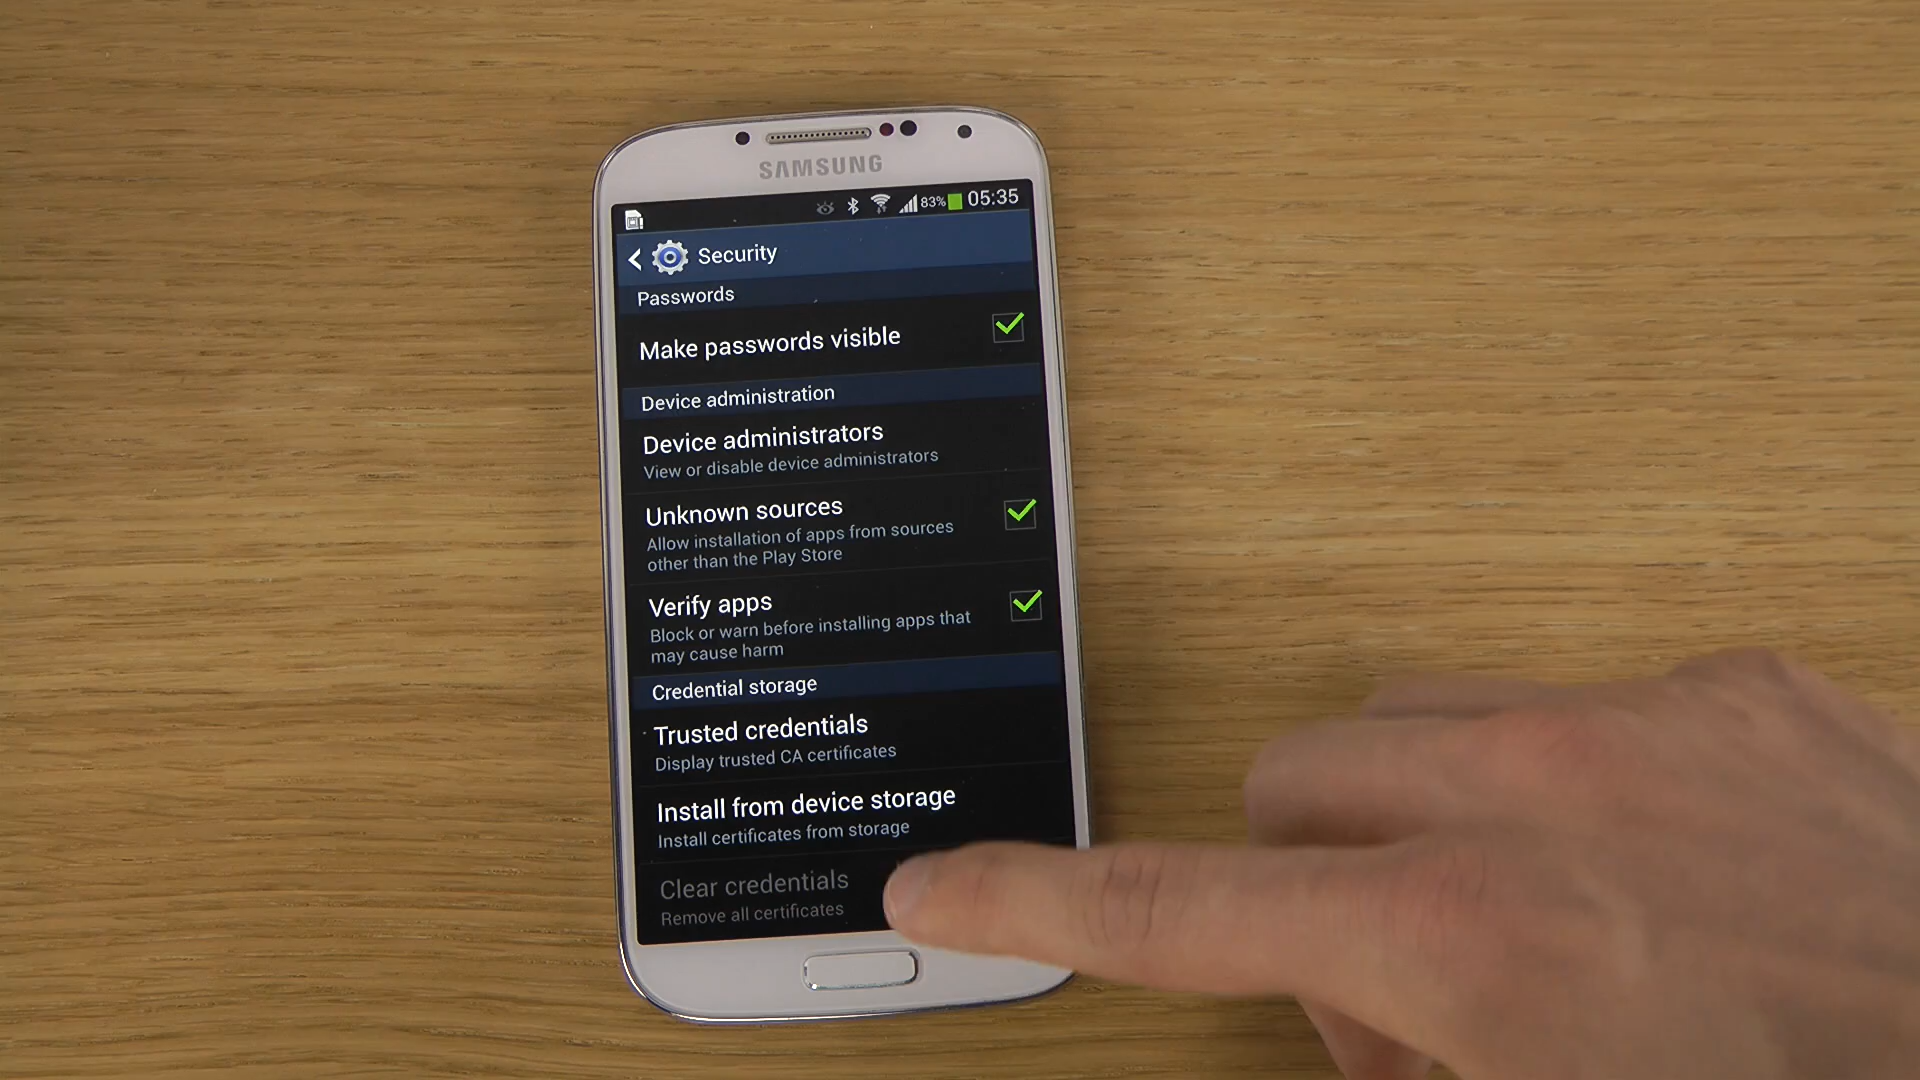 SAMSUNG
83% 05:35
Security
Passwords
Make passwords visible
Device administration
Device administrators
View or disable device administrators
Unknown sources
Allow installation of apps from sources
other than the Play Store
Verify apps
Block or warn before installing apps that
may cause harm
Credential storage
Trusted credentials
Display trusted CA certificates
Install from device storage
Install certificates from storage
Clear credentials
Remove all certificates